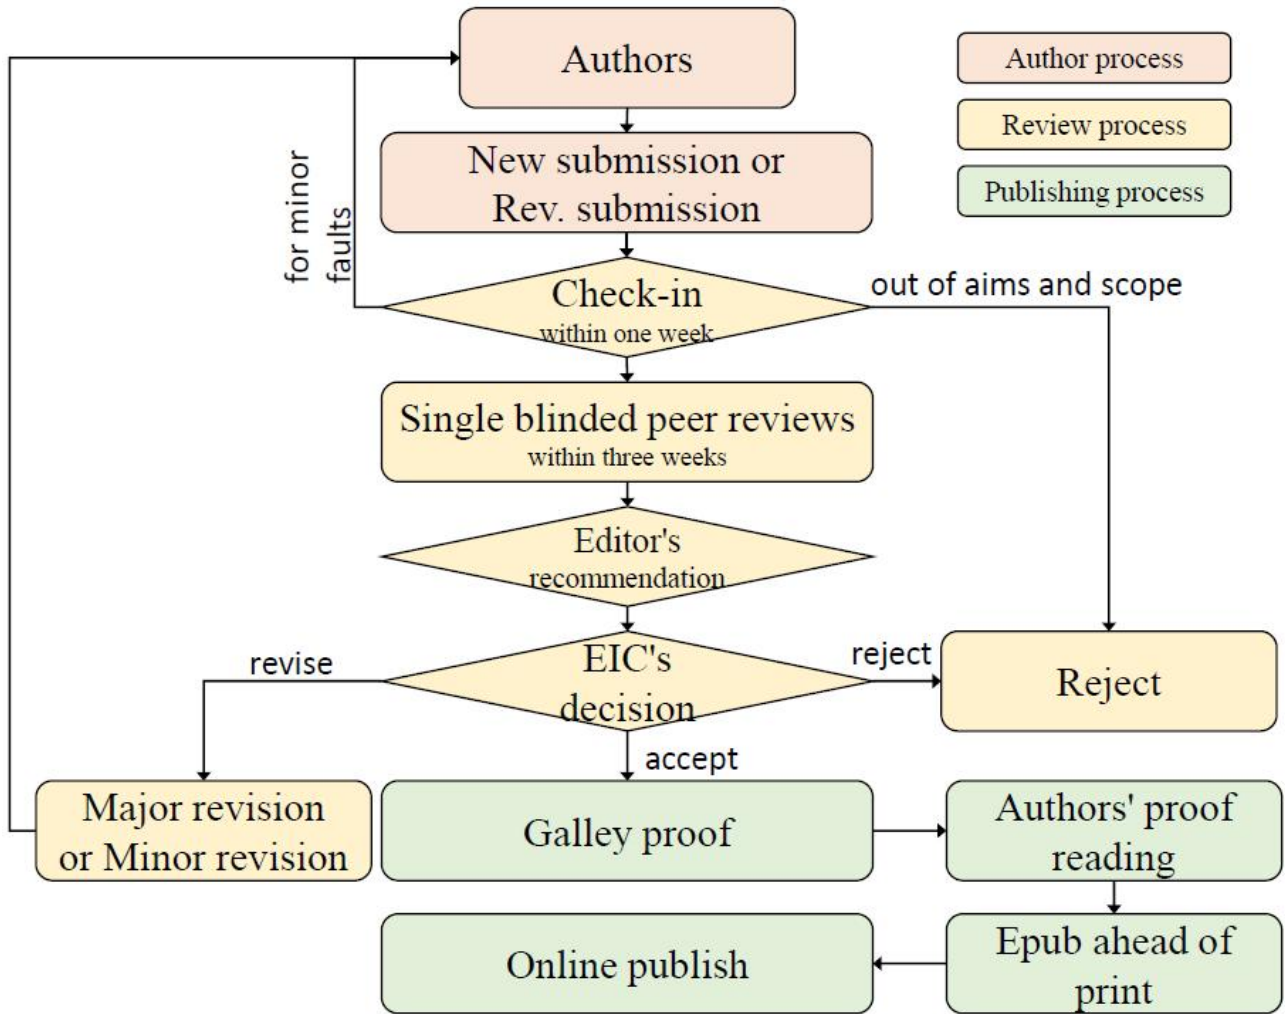 Authors
Author process
Review process
Publishing process
New submission or
Rev. submission
for minor
faults
Check-in
within one week
out of aims and scope
Single blinded peer reviews
within three weeks
Editor's
recommendation
revise
EIC's
decision
reject
Reject
accept
Major revision
or Minor revision
Galley proof
Authors' proof
reading
Online publish
Epub ahead of
print